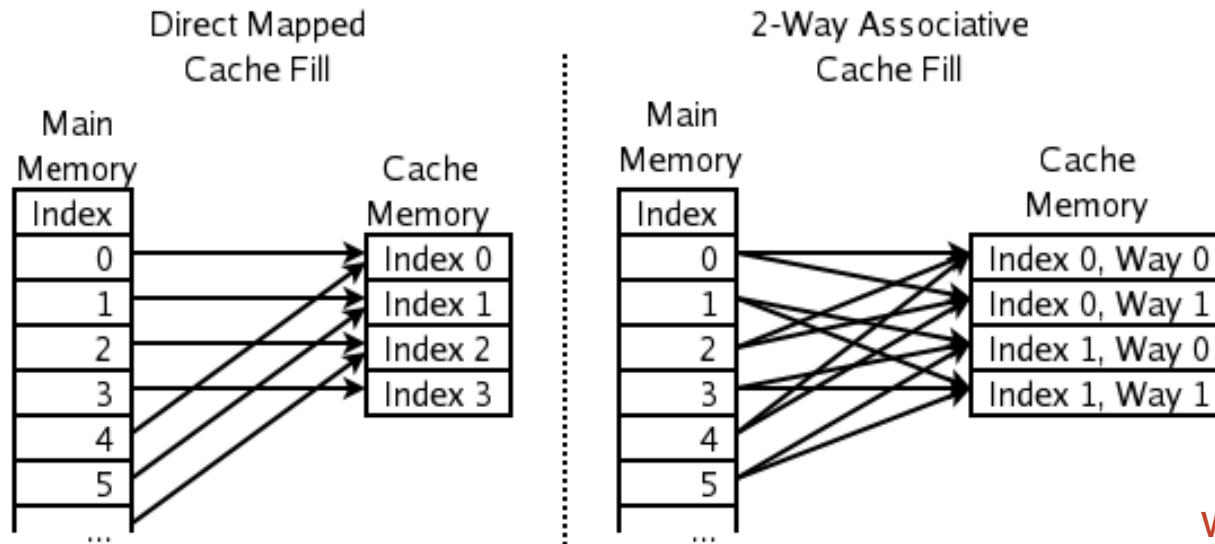 Direct Mapped
Cache Fill
Main
Memory
Index
0
1
2
3
4
5
...
Cache
Memory
Index 0
Index 1
Index 2
Index 3
2-Way Associative
Cache Fill
Main
Memory
Index
0
1
2
3
4
5
...
Cache
Memory
Index 0, Way 0
Index 0, Way 1
Index 1, Way 0
Index 1, Way 1